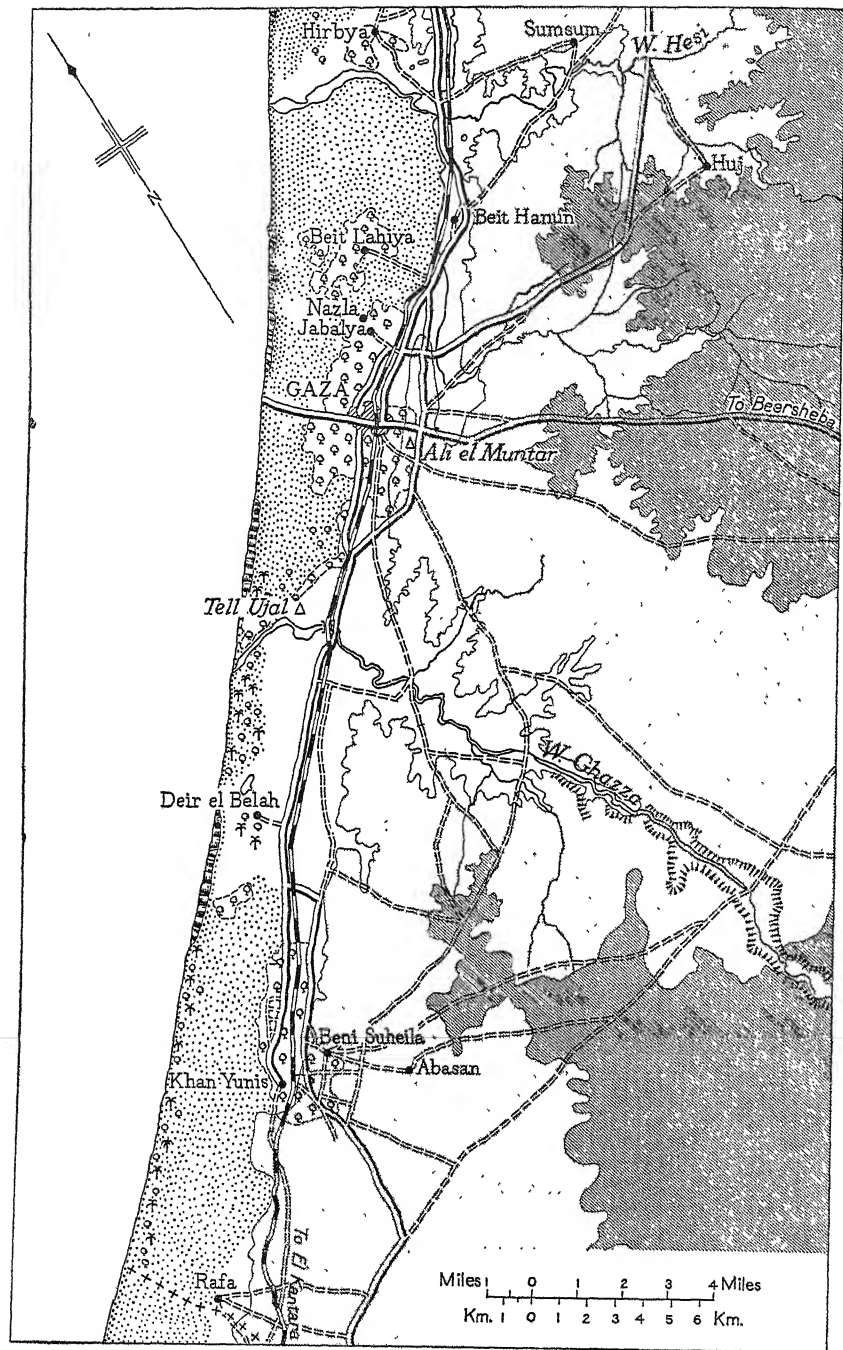 Hirbya
Sumsum
W. Hesi
N
Huj
Beit Hanun
Beit Lahiya
Nazla
Jabalya
GAZA
To Beersheba
Ali el Muntar
Tell Ujal
W. Ghazza
Deir el Belah
Beni Suheila
Khan Yunis
Abasan
To El Kantara
Rafa
Miles 1 0 1 2 3 4 Miles
Km. 1 0 1 2 3 4 5 6 Km.